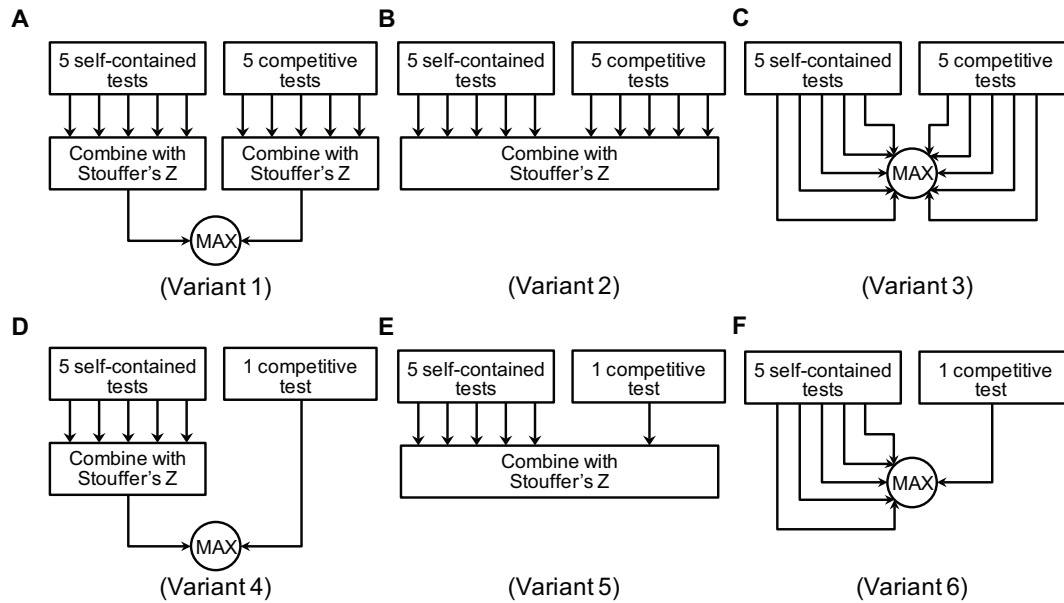 A
5 self-contained
tests
5 competitive
tests
Combine with
Stouffer's Z
Combine with
Stouffer's Z
MAX
(Variant 1)
B
5 self-contained
tests
5 competitive
tests
Combine with
Stouffer's Z
(Variant 2)
C
5 self-contained
tests
5 competitive
tests
MAX
(Variant 3)
D
5 self-contained
tests
1 competitive
test
Combine with
Stouffer's Z
MAX
(Variant 4)
E
5 self-contained
tests
1 competitive
test
Combine with
Stouffer's Z
(Variant 5)
F
5 self-contained
tests
1 competitive
test
MAX
(Variant 6)